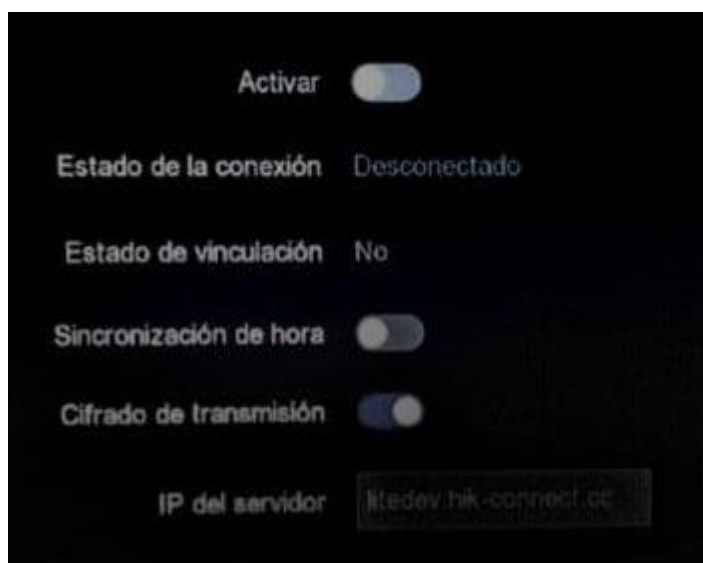 Activar
Estado de la conexión Desconectado
Estado de vinculación No
Sincronización de hora
Cifrado de transmisión
IP del servidor litedev.hik-connect.cc